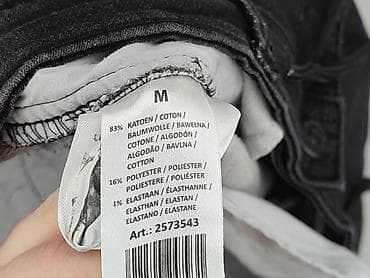 M
83% KATOEN / COTON /
BAUMWOLLE / BAWEŁNA /
COTONE / ALGODÓN /
ALGODÃO / BAVLNA /
COTTON
16% POLYESTER / POLIESTER /
POLIESTERE / POLIÉSTER
1% ELASTAAN / ÉLASTHANNE /
ELASTHAN / ELASTAN /
ELASTANO / ELASTANE
Art.: 2573543